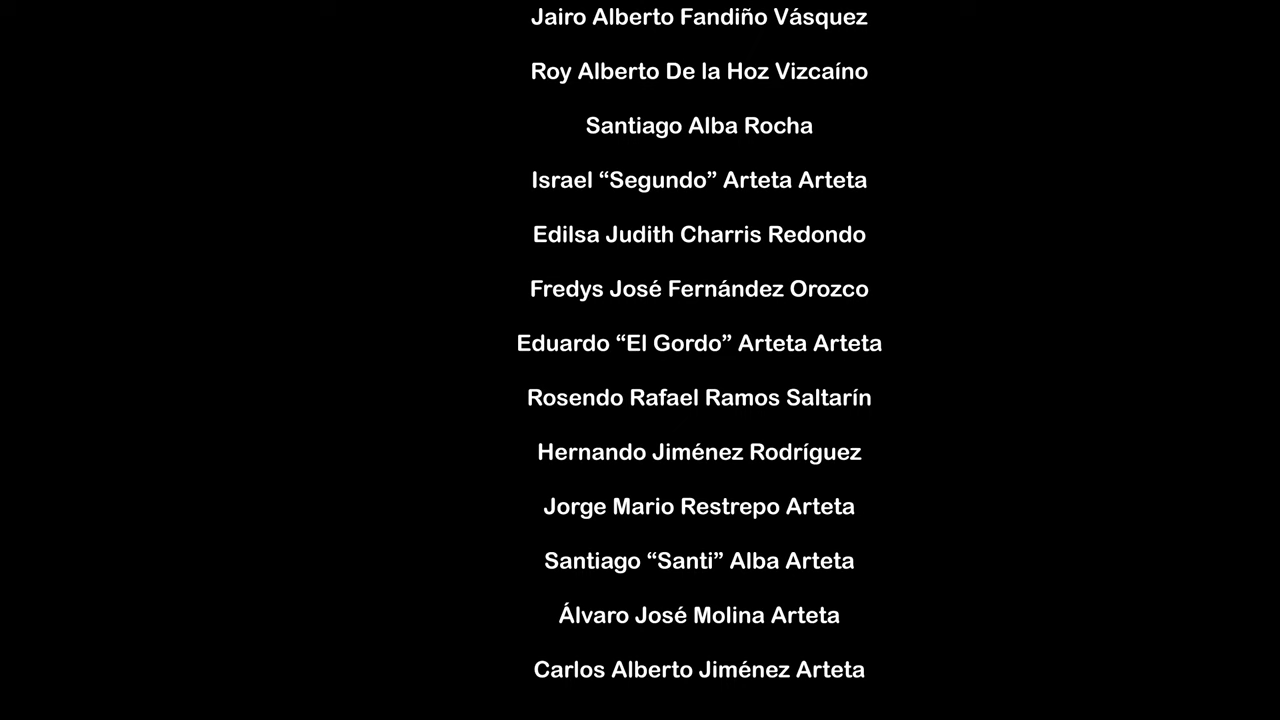 Jairo Alberto Fandiño Vásquez
Roy Alberto De la Hoz Vizcaíno
Santiago Alba Rocha
Israel “Segundo” Arteta Arteta
Edilsa Judith Charris Redondo
Fredys José Fernández Orozco
Eduardo “El Gordo” Arteta Arteta
Rosendo Rafael Ramos Saltarín
Hernando Jiménez Rodríguez
Jorge Mario Restrepo Arteta
Santiago “Santi” Alba Arteta
Álvaro José Molina Arteta
Carlos Alberto Jiménez Arteta